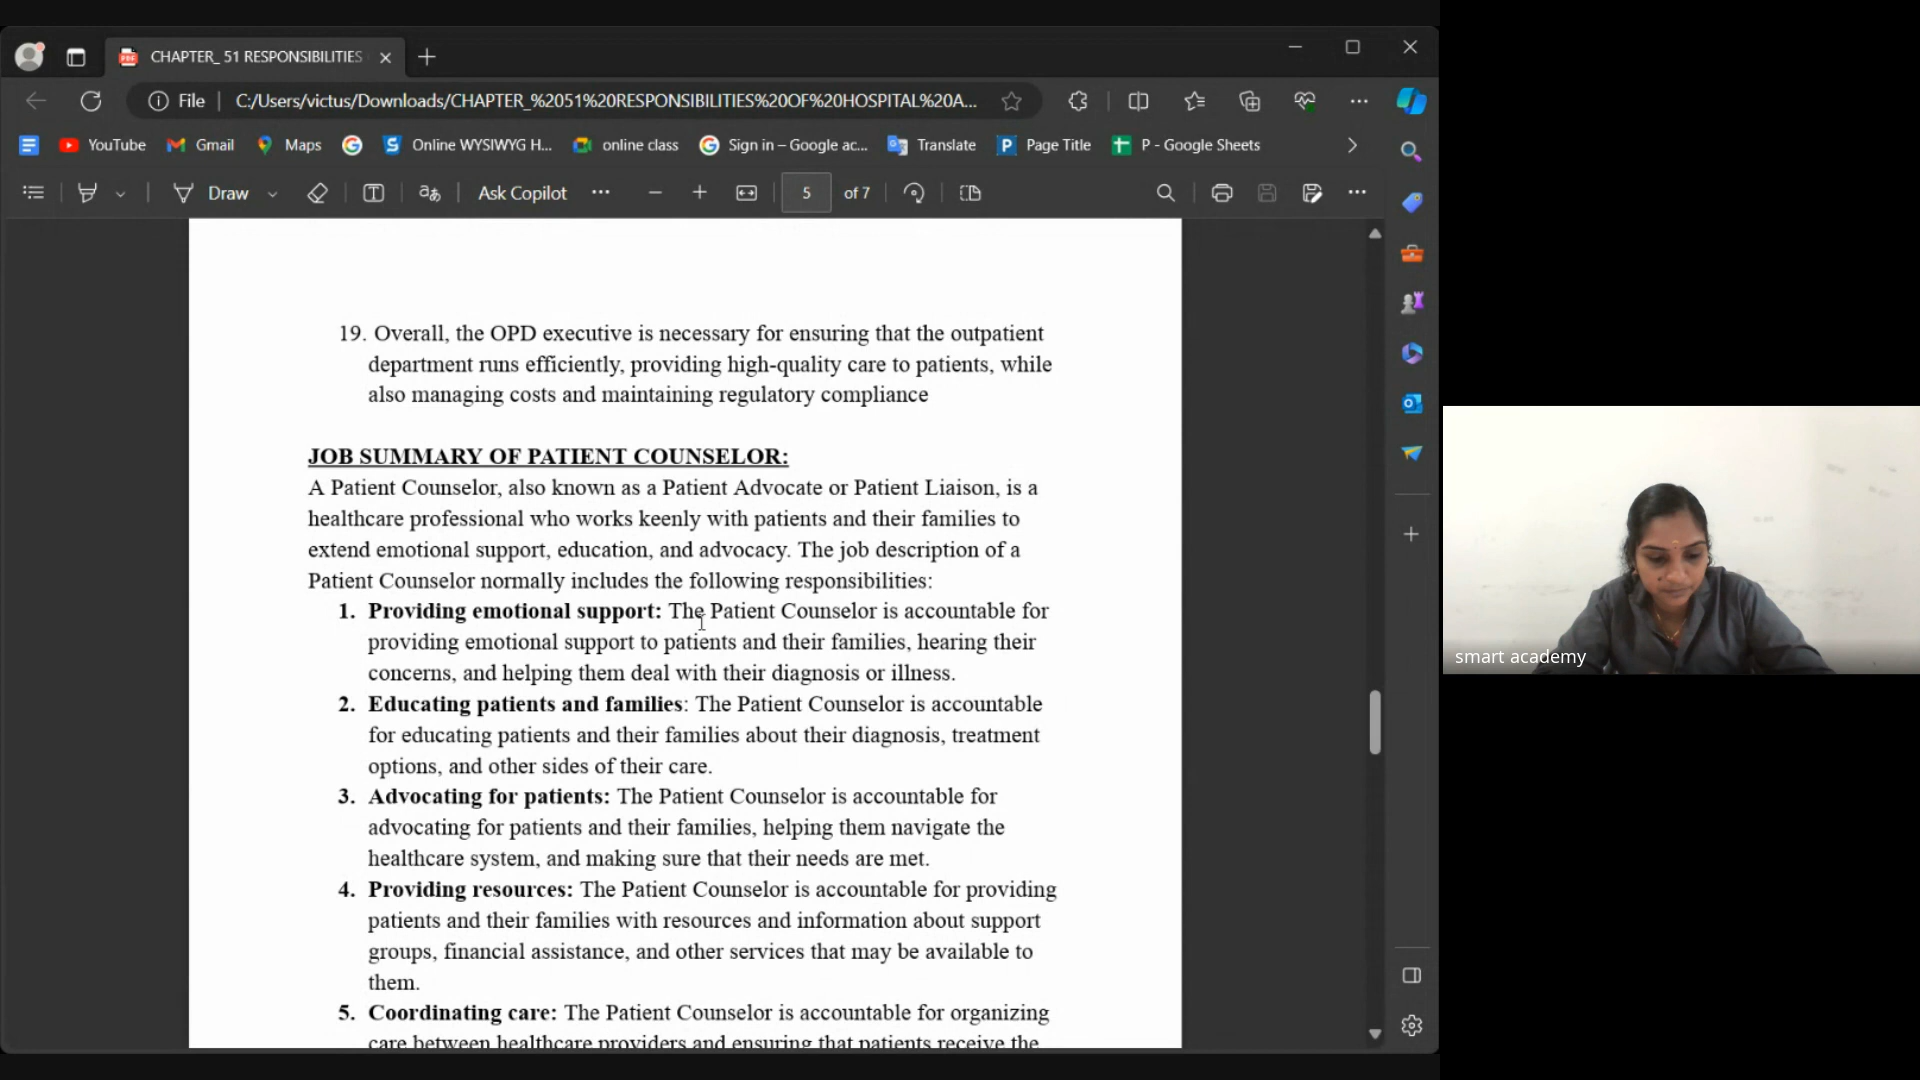 CHAPTER_ 51 RESPONSIBILITIES
File
C:/Users/victus/Downloads/CHAPTER_%2051%20RESPONSIBILITIES%20OF%20HOSPITAL%20A...
YouTube
Gmail
Maps
Online WYSIWYG H...
online class
Sign in – Google ac...
Translate
Page Title
P - Google Sheets
Draw
Ask Copilot
5 of 7
19. Overall, the OPD executive is necessary for ensuring that the outpatient
department runs efficiently, providing high-quality care to patients, while
also managing costs and maintaining regulatory compliance
JOB SUMMARY OF PATIENT COUNSELOR:
A Patient Counselor, also known as a Patient Advocate or Patient Liaison, is a
healthcare professional who works keenly with patients and their families to
extend emotional support, education, and advocacy. The job description of a
Patient Counselor normally includes the following responsibilities:
1. Providing emotional support: The Patient Counselor is accountable for
providing emotional support to patients and their families, hearing their
concerns, and helping them deal with their diagnosis or illness.
2. Educating patients and families: The Patient Counselor is accountable
for educating patients and their families about their diagnosis, treatment
options, and other sides of their care.
3. Advocating for patients: The Patient Counselor is accountable for
advocating for patients and their families, helping them navigate the
healthcare system, and making sure that their needs are met.
4. Providing resources: The Patient Counselor is accountable for providing
patients and their families with resources and information about support
groups, financial assistance, and other services that may be available to
them.
5. Coordinating care: The Patient Counselor is accountable for organizing
care between healthcare providers and ensuring that patients receive the
smart academy